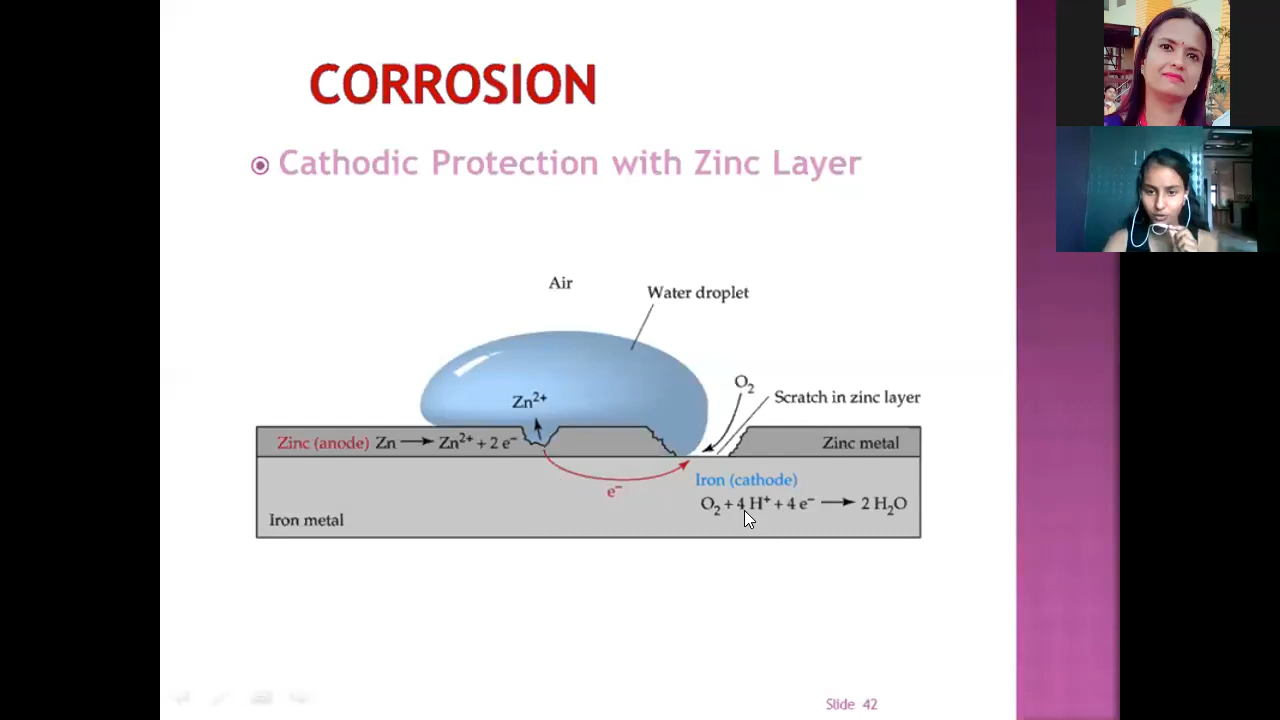 CORROSION
Cathodic Protection with Zinc Layer
Air
Water droplet
O₂
Scratch in zinc layer
Zn²⁺
Zinc (anode) Zn → Zn²⁺ + 2 e⁻
Zinc metal
e⁻
Iron (cathode)
O₂ + 4 H⁺ + 4 e⁻ → 2 H₂O
Iron metal
Slide 42